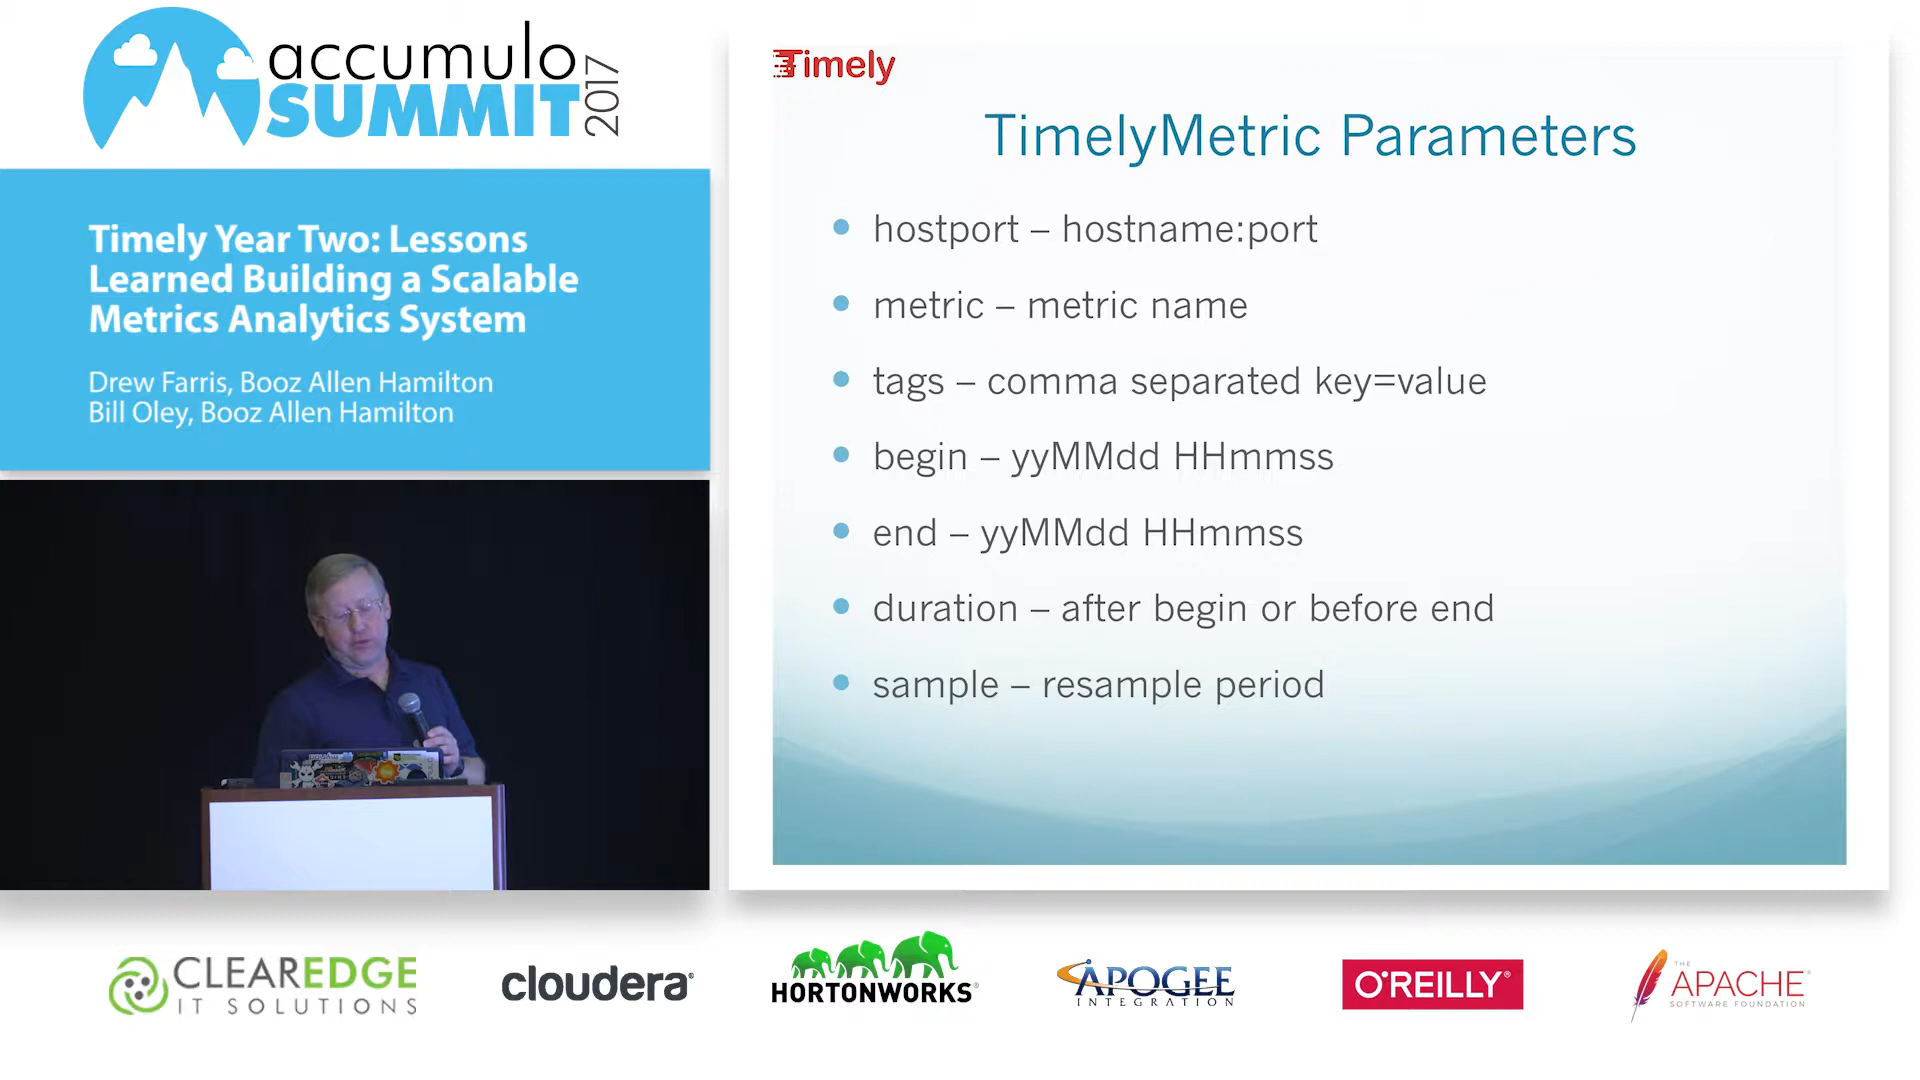 accumulo
SUMMIT
2017
Timely Year Two: Lessons
Learned Building a Scalable
Metrics Analytics System
Drew Farris, Booz Allen Hamilton
Bill Oley, Booz Allen Hamilton
Timely
TimelyMetric Parameters
hostport – hostname:port
metric – metric name
tags – comma separated key=value
begin – yyMMdd HHmmss
end – yyMMdd HHmmss
duration – after begin or before end
sample – resample period
CLEAREDGE
IT SOLUTIONS
cloudera®
HORTONWORKS®
APOGEE
INTEGRATION
O'REILLY®
THE
APACHE®
SOFTWARE FOUNDATION